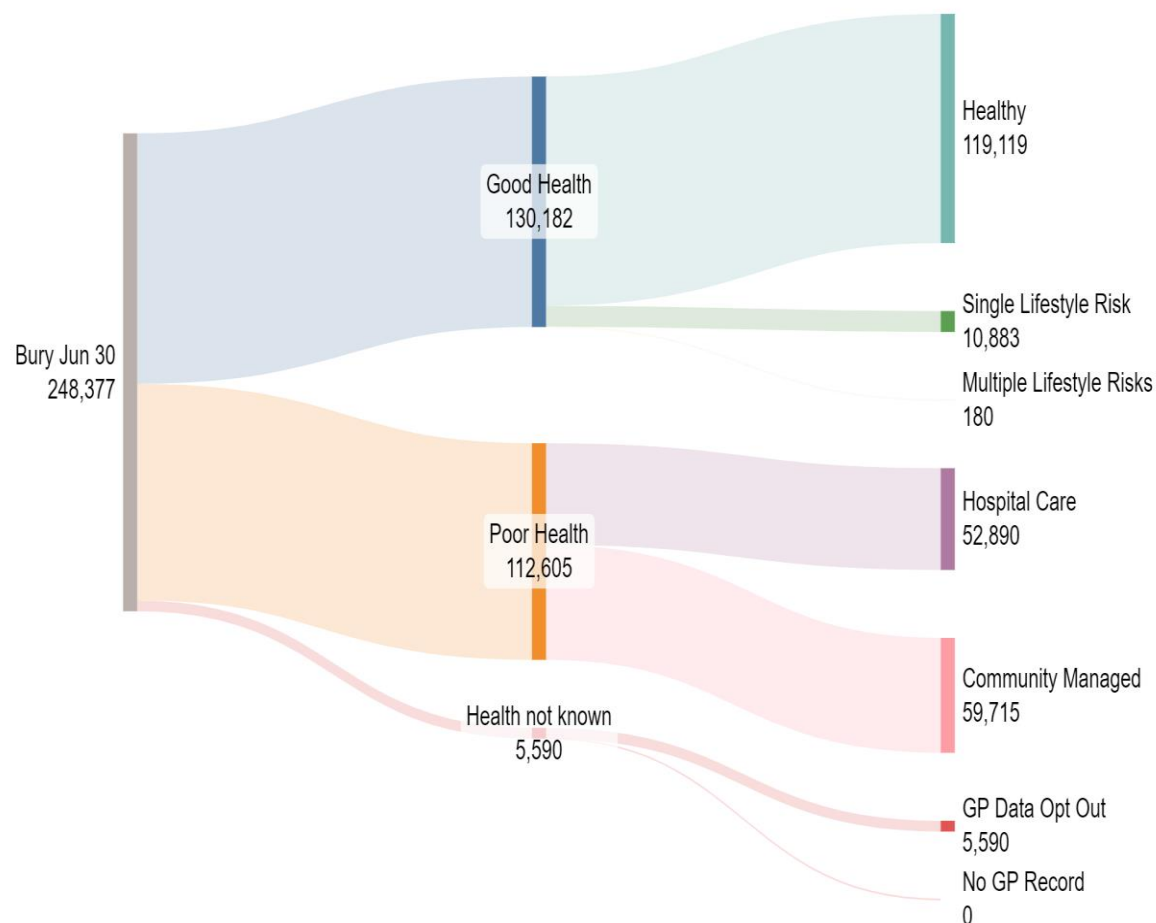 Bury Jun 30
248,377
Good Health
130,182
Poor Health
112,605
Health not known
5,590
Healthy
119,119
Single Lifestyle Risk
10,883
Multiple Lifestyle Risks
180
Hospital Care
52,890
Community Managed
59,715
GP Data Opt Out
5,590
No GP Record
0